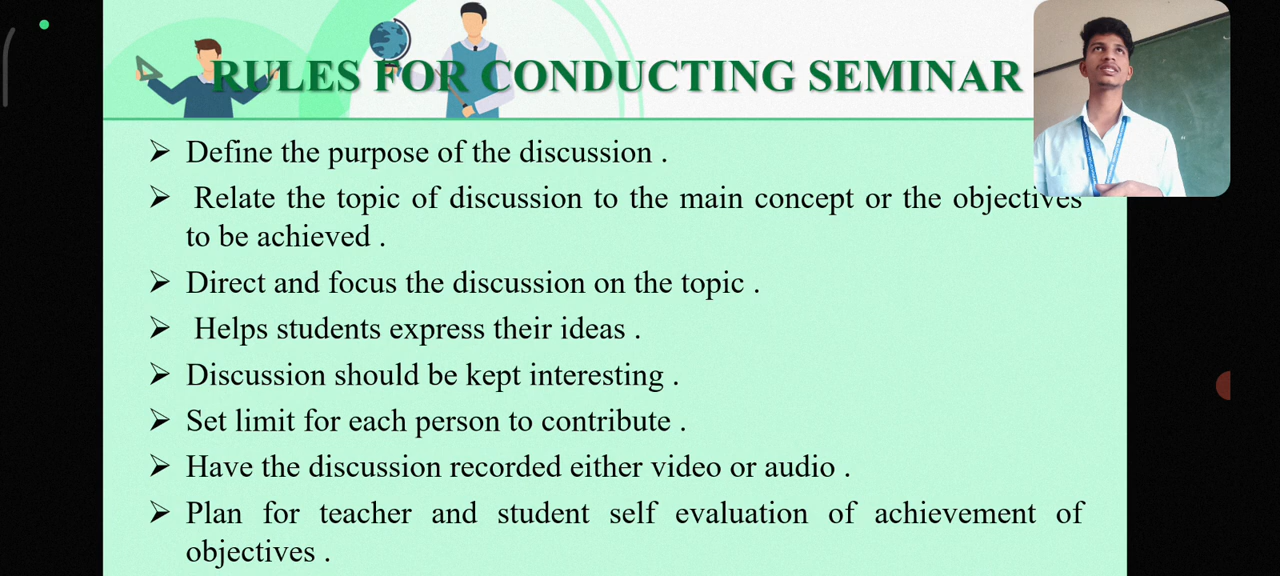 RULES FOR CONDUCTING SEMINAR
➢ Define the purpose of the discussion .
➢ Relate the topic of discussion to the main concept or the objectives
to be achieved .
➢ Direct and focus the discussion on the topic .
➢ Helps students express their ideas .
➢ Discussion should be kept interesting .
➢ Set limit for each person to contribute .
➢ Have the discussion recorded either video or audio .
➢ Plan for teacher and student self evaluation of achievement of
objectives .